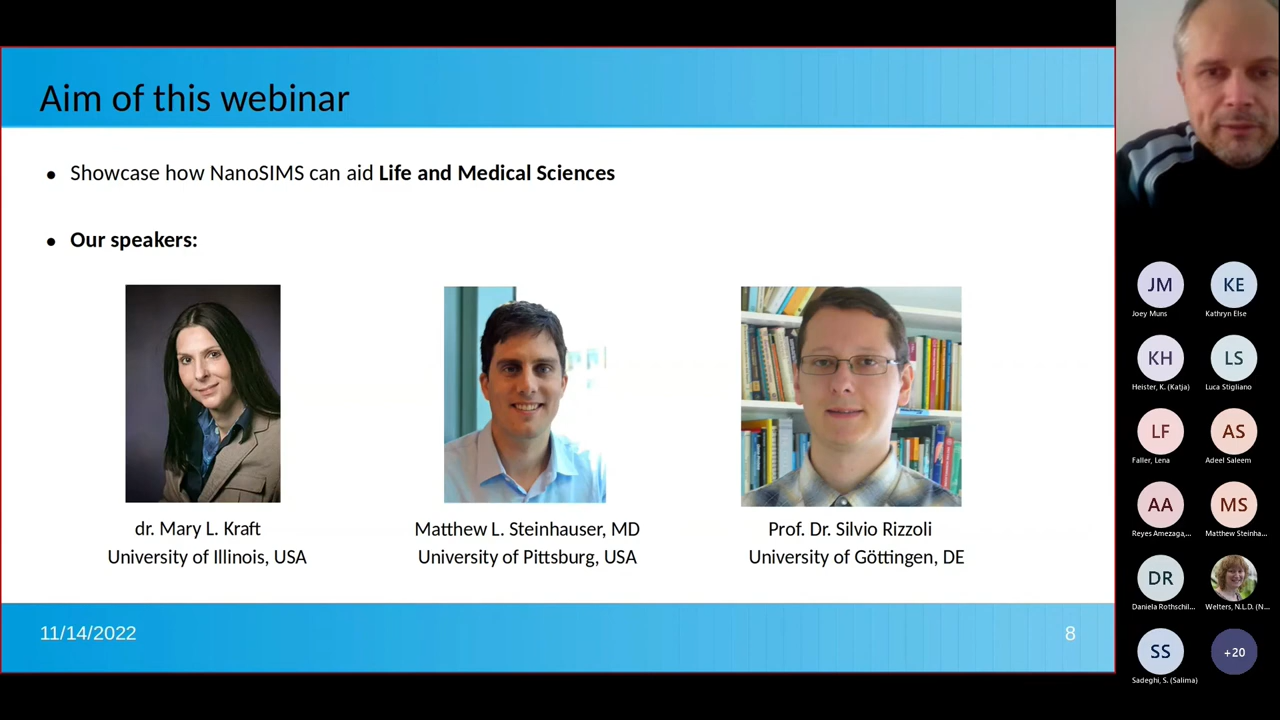 Aim of this webinar
• Showcase how NanoSIMS can aid Life and Medical Sciences
• Our speakers:
dr. Mary L. Kraft
University of Illinois, USA
Matthew L. Steinhauser, MD
University of Pittsburg, USA
Prof. Dr. Silvio Rizzoli
University of Göttingen, DE
11/14/2022
8
JM
Joey Muns
KE
Kathryn Else
KH
Heister, K. (Katja)
LS
Luca Stigliano
LF
Faller, Lena
AS
Adeel Saleem
AA
Reyes Amezaga,...
MS
Matthew Steinha...
DR
Daniela Rothschil...
Welters, N.L.D. (N...
SS
Sadeghi, S. (Salima)
+20